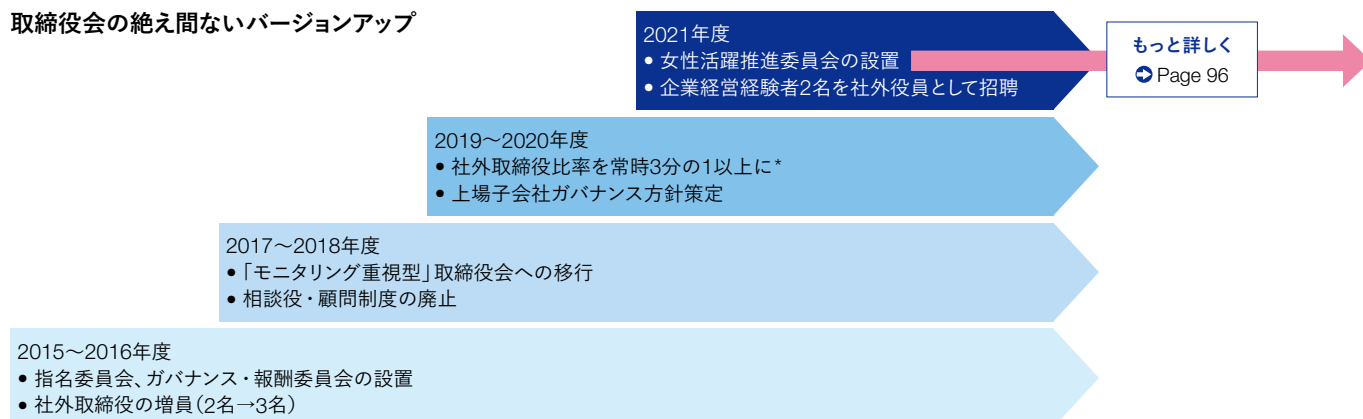 取締役会の絶え間ないバージョンアップ
2021年度
• 女性活躍推進委員会の設置
• 企業経営経験者2名を社外役員として招聘
もっと詳しく
Page 96
2019～2020年度
• 社外取締役比率を常時3分の1以上に*
• 上場子会社ガバナンス方針策定
2017～2018年度
•「モニタリング重視型」取締役会への移行
• 相談役・顧問制度の廃止
2015～2016年度
• 指名委員会、ガバナンス・報酬委員会の設置
• 社外取締役の増員（2名→3名）